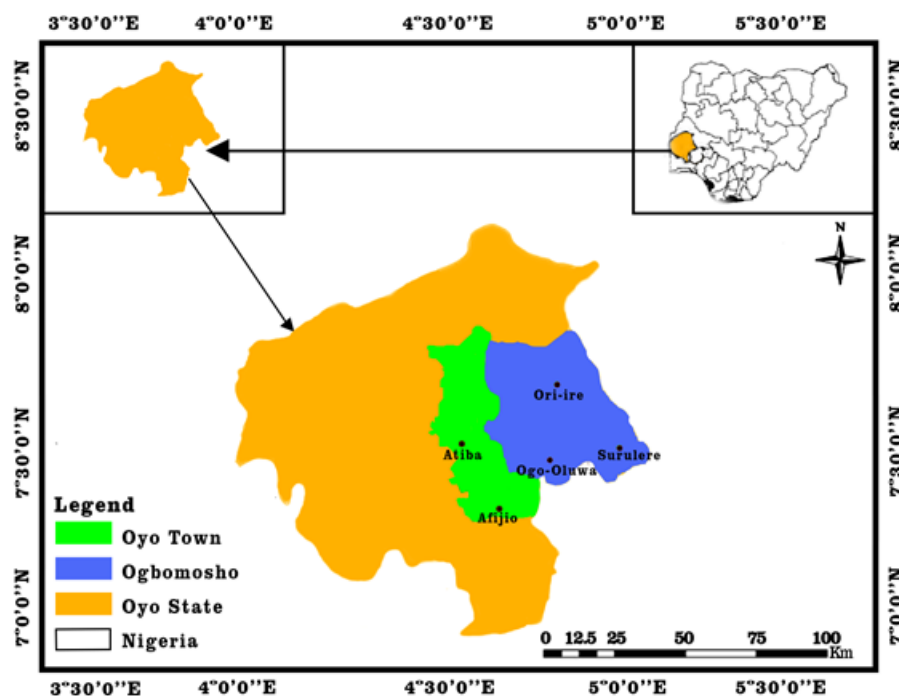 3°30'0''E 4°0'0''E 4°30'0''E 5°0'0''E 5°30'0''E
8°30'0''N 8°30'0''N
N
8°0'0''N 8°0'0''N
Ori-ire
Atiba Surulere
Ogo-Oluwa
7°30'0''N 7°30'0''N
Afijio
Legend
Oyo Town
Ogbomosho
Oyo State
Nigeria
7°0'0''N 7°0'0''N
0 12.5 25 50 75 100
Km
3°30'0''E 4°0'0''E 4°30'0''E 5°0'0''E 5°30'0''E